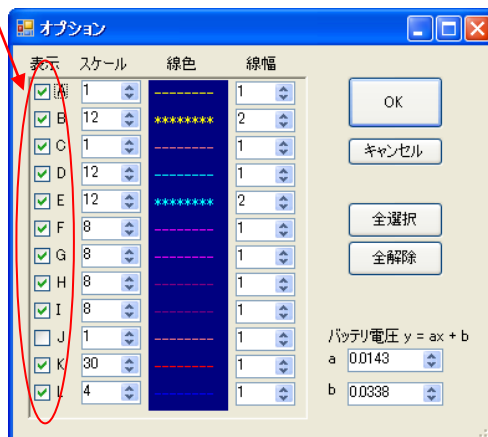 オプション
表示 スケール 線色 線幅
A 1 -------- 1
B 12 ******** 2
C 1 -------- 1
D 12 -------- 1
E 12 ******** 2
F 8 -------- 1
G 8 -------- 1
H 8 -------- 1
I 8 -------- 1
J 1 -------- 1
K 30 -------- 1
L 4 -------- 1
OK
キャンセル
全選択
全解除
バッテリ電圧 y = ax + b
a 0.0143
b 0.0338